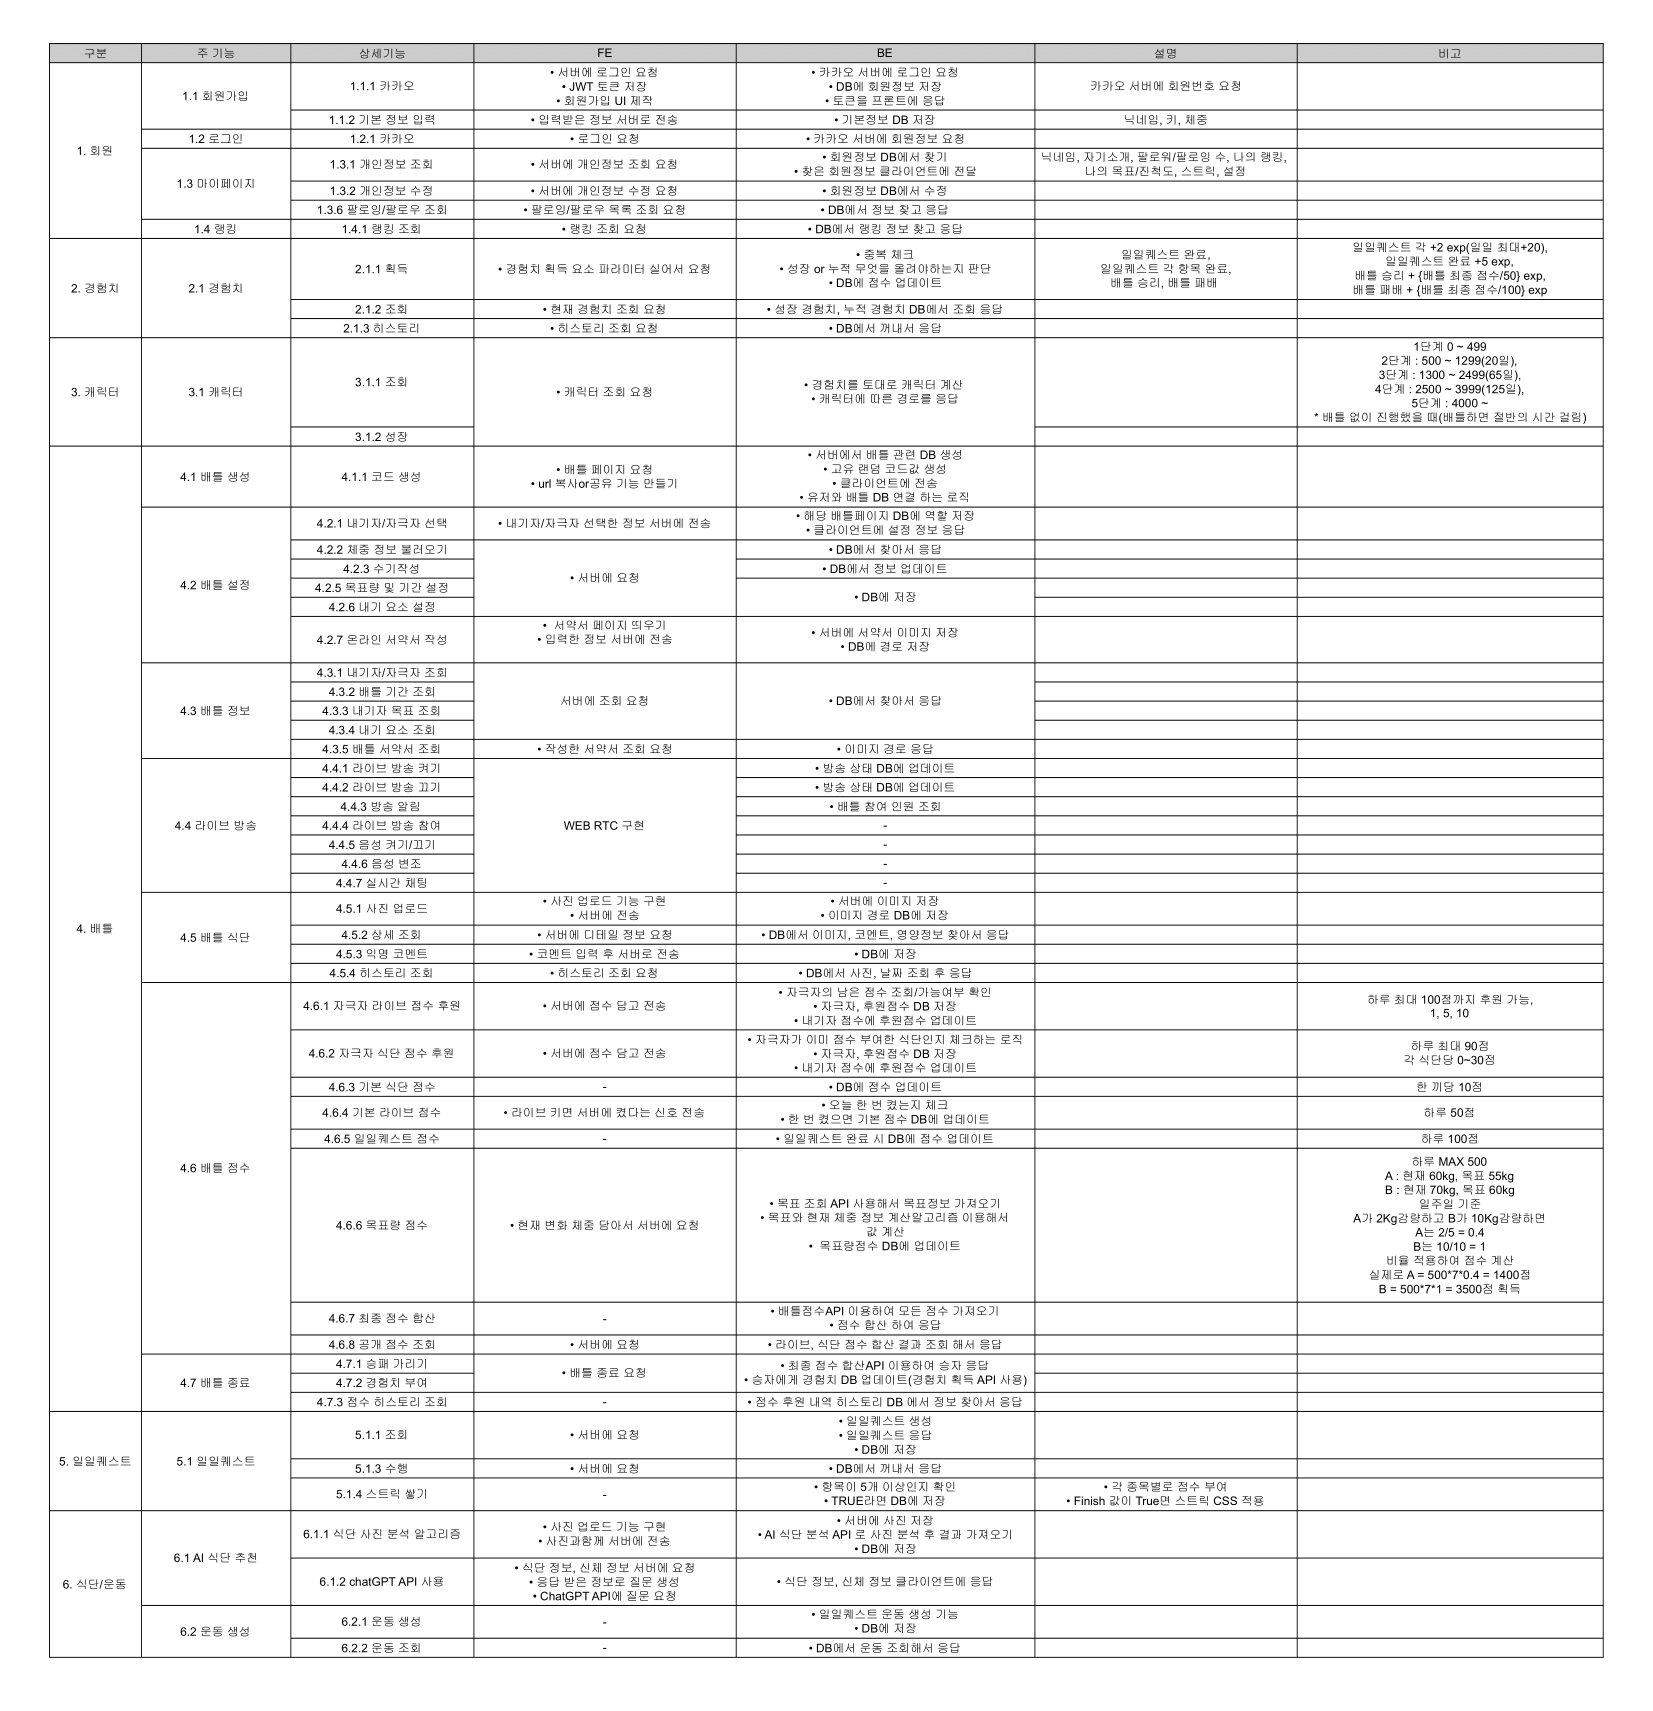 구분 주 기능 상세기능 FE BE 설명 비고
1. 회원
1.1 회원가입
1.1.1 카카오
• 서버에 로그인 요청
• JWT 토큰 저장
• 회원가입 UI 제작
• 카카오 서버에 로그인 요청
• DB에 회원정보 저장
• 토큰을 프론트에 응답
카카오 서버에 회원번호 요청
1.1.2 기본 정보 입력
• 입력받은 정보 서버로 전송
• 기본정보 DB 저장
닉네임, 키, 체중
1.2 로그인
1.2.1 카카오
• 로그인 요청
• 카카오 서버에 회원정보 요청
1.3 마이페이지
1.3.1 개인정보 조회
• 서버에 개인정보 조회 요청
• 회원정보 DB에서 찾기
• 찾은 회원정보 클라이언트에 전달
닉네임, 자기소개, 팔로워/팔로잉 수, 나의 랭킹,
나의 목표/진척도, 스트릭, 설정
1.3.2 개인정보 수정
• 서버에 개인정보 수정 요청
• 회원정보 DB에서 수정
1.3.6 팔로잉/팔로우 조회
• 팔로잉/팔로우 목록 조회 요청
• DB에서 정보 찾고 응답
1.4 랭킹
1.4.1 랭킹 조회
• 랭킹 조회 요청
• DB에서 랭킹 정보 찾고 응답
2. 경험치
2.1 경험치
2.1.1 획득
• 경험치 획득 요소 파라미터 실어서 요청
• 중복 체크
• 성장 or 누적 무엇을 올려야하는지 판단
• DB에 점수 업데이트
일일퀘스트 완료,
일일퀘스트 각 항목 완료,
배틀 승리, 배틀 패배
일일퀘스트 각 +2 exp(일일 최대+20),
일일퀘스트 완료 +5 exp,
배틀 승리 + {배틀 최종 점수/50} exp,
배틀 패배 + {배틀 최종 점수/100} exp
2.1.2 조회
• 현재 경험치 조회 요청
• 성장 경험치, 누적 경험치 DB에서 조회 응답
2.1.3 히스토리
• 히스토리 조회 요청
• DB에서 꺼내서 응답
3. 캐릭터
3.1 캐릭터
3.1.1 조회
• 캐릭터 조회 요청
• 경험치를 토대로 캐릭터 계산
• 캐릭터에 따른 경로를 응답
1단계 0 ~ 499
2단계 : 500 ~ 1299(20일),
3단계 : 1300 ~ 2499(65일),
4단계 : 2500 ~ 3999(125일),
5단계 : 4000 ~
* 배틀 없이 진행했을 때(배틀하면 절반의 시간 걸림)
3.1.2 성장
4. 배틀
4.1 배틀 생성
4.1.1 코드 생성
• 배틀 페이지 요청
• url 복사or공유 기능 만들기
• 서버에서 배틀 관련 DB 생성
• 고유 랜덤 코드값 생성
• 클라이언트에 전송
• 유저와 배틀 DB 연결 하는 로직
4.2 배틀 설정
4.2.1 내기자/자극자 선택
• 내기자/자극자 선택한 정보 서버에 전송
• 해당 배틀페이지 DB에 역할 저장
• 클라이언트에 설정 정보 응답
4.2.2 체중 정보 불러오기
• 서버에 요청
• DB에서 찾아서 응답
4.2.3 수기작성
• DB에서 정보 업데이트
4.2.5 목표량 및 기간 설정
• DB에 저장
4.2.6 내기 요소 설정
4.2.7 온라인 서약서 작성
• 서약서 페이지 띄우기
• 입력한 정보 서버에 전송
• 서버에 서약서 이미지 저장
• DB에 경로 저장
4.3 배틀 정보
4.3.1 내기자/자극자 조회
4.3.2 배틀 기간 조회
4.3.3 내기자 목표 조회
4.3.4 내기 요소 조회
서버에 조회 요청
• DB에서 찾아서 응답
4.3.5 배틀 서약서 조회
• 작성한 서약서 조회 요청
• 이미지 경로 응답
4.4 라이브 방송
WEB RTC 구현
4.4.1 라이브 방송 켜기
• 방송 상태 DB에 업데이트
4.4.2 라이브 방송 끄기
• 방송 상태 DB에 업데이트
4.4.3 방송 알림
• 배틀 참여 인원 조회
4.4.4 라이브 방송 참여
-
4.4.5 음성 켜기/끄기
-
4.4.6 음성 변조
-
4.4.7 실시간 채팅
-
4.5 배틀 식단
4.5.1 사진 업로드
• 사진 업로드 기능 구현
• 서버에 전송
• 서버에 이미지 저장
• 이미지 경로 DB에 저장
4.5.2 상세 조회
• 서버에 디테일 정보 요청
• DB에서 이미지, 코멘트, 영양정보 찾아서 응답
4.5.3 익명 코멘트
• 코멘트 입력 후 서버로 전송
• DB에 저장
4.5.4 히스토리 조회
• 히스토리 조회 요청
• DB에서 사진, 날짜 조회 후 응답
4.6 배틀 점수
4.6.1 자극자 라이브 점수 후원
• 서버에 점수 담고 전송
• 자극자의 남은 점수 조회/가능여부 확인
• 자극자, 후원점수 DB 저장
• 내기자 점수에 후원점수 업데이트
하루 최대 100점까지 후원 가능,
1, 5, 10
4.6.2 자극자 식단 점수 후원
• 서버에 점수 담고 전송
• 자극자가 이미 점수 부여한 식단인지 체크하는 로직
• 자극자, 후원점수 DB 저장
• 내기자 점수에 후원점수 업데이트
하루 최대 90점
각 식단당 0~30점
4.6.3 기본 식단 점수
-
• DB에 점수 업데이트
한 끼당 10점
4.6.4 기본 라이브 점수
• 라이브 키면 서버에 켰다는 신호 전송
• 오늘 한 번 켰는지 체크
• 한 번 켰으면 기본 점수 DB에 업데이트
하루 50점
4.6.5 일일퀘스트 점수
-
• 일일퀘스트 완료 시 DB에 점수 업데이트
하루 100점
4.6.6 목표량 점수
• 현재 변화 체중 담아서 서버에 요청
• 목표 조회 API 사용해서 목표정보 가져오기
• 목표와 현재 체중 정보 계산알고리즘 이용해서
값 계산
• 목표량점수 DB에 업데이트
하루 MAX 500
A : 현재 60kg, 목표 55kg
B : 현재 70kg, 목표 60kg
일주일 기준
A가 2Kg감량하고 B가 10Kg감량하면
A는 2/5 = 0.4
B는 10/10 = 1
비율 적용하여 점수 계산
실제로 A = 500*7*0.4 = 1400점
B = 500*7*1 = 3500점 획득
4.6.7 최종 점수 합산
-
• 배틀점수API 이용하여 모든 점수 가져오기
• 점수 합산 하여 응답
4.6.8 공개 점수 조회
• 서버에 요청
• 라이브, 식단 점수 합산 결과 조회 해서 응답
4.7 배틀 종료
4.7.1 승패 가리기
4.7.2 경험치 부여
• 배틀 종료 요청
• 최종 점수 합산API 이용하여 승자 응답
• 승자에게 경험치 DB 업데이트(경험치 획득 API 사용)
4.7.3 점수 히스토리 조회
-
• 점수 후원 내역 히스토리 DB 에서 정보 찾아서 응답
5. 일일퀘스트
5.1 일일퀘스트
5.1.1 조회
• 서버에 요청
• 일일퀘스트 생성
• 일일퀘스트 응답
• DB에 저장
5.1.3 수행
• 서버에 요청
• DB에서 꺼내서 응답
5.1.4 스트릭 쌓기
-
• 항목이 5개 이상인지 확인
• TRUE라면 DB에 저장
• 각 종목별로 점수 부여
• Finish 값이 True면 스트릭 CSS 적용
6. 식단/운동
6.1 AI 식단 추천
6.1.1 식단 사진 분석 알고리즘
• 사진 업로드 기능 구현
• 사진과함께 서버에 전송
• 서버에 사진 저장
• AI 식단 분석 API 로 사진 분석 후 결과 가져오기
• DB에 저장
6.1.2 chatGPT API 사용
• 식단 정보, 신체 정보 서버에 요청
• 응답 받은 정보로 질문 생성
• ChatGPT API에 질문 요청
• 식단 정보, 신체 정보 클라이언트에 응답
6.2 운동 생성
6.2.1 운동 생성
-
• 일일퀘스트 운동 생성 기능
• DB에 저장
6.2.2 운동 조회
-
• DB에서 운동 조회해서 응답